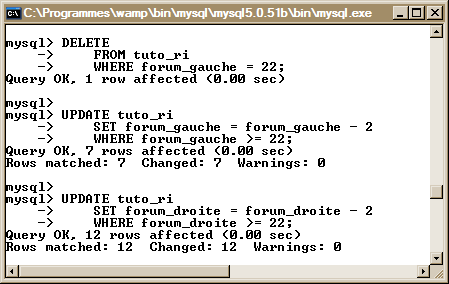 C:\Programmes\wamp\bin\mysql\mysql5.0.51b\bin\mysql.exe
mysql> DELETE
    ->     FROM tuto_ri
    ->     WHERE forum_gauche = 22;
Query OK, 1 row affected (0.00 sec)
mysql>
mysql> UPDATE tuto_ri
    ->     SET forum_gauche = forum_gauche - 2
    ->     WHERE forum_gauche >= 22;
Query OK, 7 rows affected (0.00 sec)
Rows matched: 7  Changed: 7  Warnings: 0
mysql>
mysql> UPDATE tuto_ri
    ->     SET forum_droite = forum_droite - 2
    ->     WHERE forum_droite >= 22;
Query OK, 12 rows affected (0.00 sec)
Rows matched: 12  Changed: 12  Warnings: 0